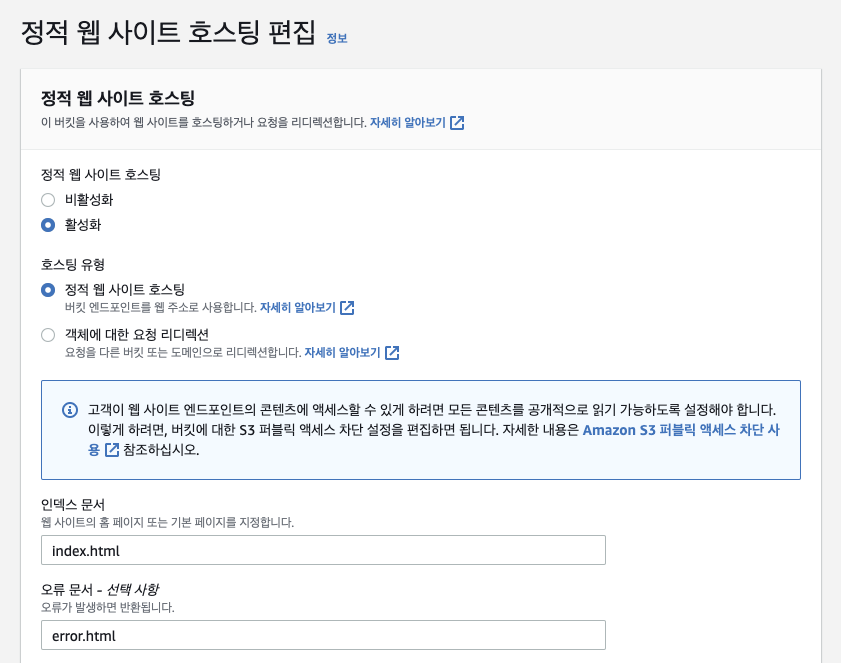 정적 웹 사이트 호스팅 편집 정보
정적 웹 사이트 호스팅
이 버킷을 사용하여 웹 사이트를 호스팅하거나 요청을 리디렉션합니다. 자세히 알아보기
정적 웹 사이트 호스팅
비활성화
활성화
호스팅 유형
정적 웹 사이트 호스팅
버킷 엔드포인트를 웹 주소로 사용합니다. 자세히 알아보기
객체에 대한 요청 리디렉션
요청을 다른 버킷 또는 도메인으로 리디렉션합니다. 자세히 알아보기
고객이 웹 사이트 엔드포인트의 콘텐츠에 액세스할 수 있게 하려면 모든 콘텐츠를 공개적으로 읽기 가능하도록 설정해야 합니다.
이렇게 하려면, 버킷에 대한 S3 퍼블릭 액세스 차단 설정을 편집하면 됩니다. 자세한 내용은 Amazon S3 퍼블릭 액세스 차단 사
용 참조하십시오.
인덱스 문서
웹 사이트의 홈 페이지 또는 기본 페이지를 지정합니다.
index.html
오류 문서 - 선택 사항
오류가 발생하면 반환됩니다.
error.html